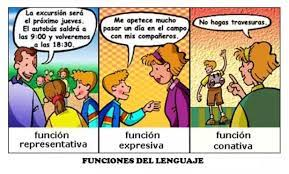 La excursión será
el próximo jueves.
El autobús saldrá
a las 9:00 y volveremos
a las 18:30.
Me apetece mucho
pasar un día en el campo
con mis compañeros.
No hagas travesuras.
función
representativa
función
expresiva
función
conativa
FUNCIONES DEL LENGUAJE